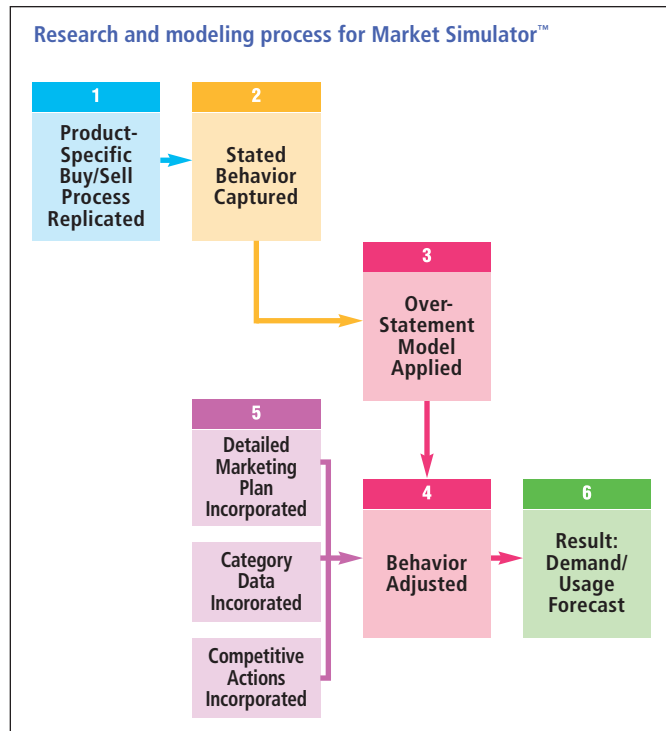 Research and modeling process for Market Simulator™
1
Product-
Specific
Buy/Sell
Process
Replicated
2
Stated
Behavior
Captured
3
Over-
Statement
Model
Applied
5
Detailed
Marketing
Plan
Incorporated
Category
Data
Incororated
Competitive
Actions
Incorporated
4
Behavior
Adjusted
6
Result:
Demand/
Usage
Forecast